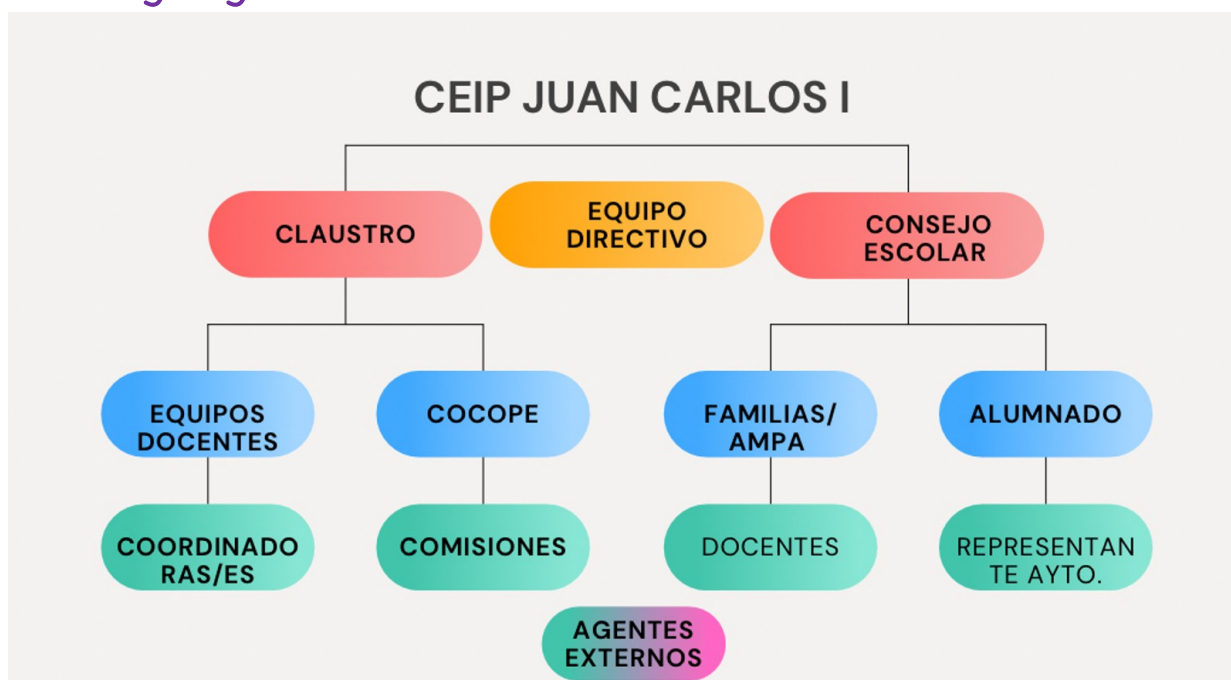 CEIP JUAN CARLOS I
CLAUSTRO
EQUIPO
DIRECTIVO
CONSEJO
ESCOLAR
EQUIPOS
DOCENTES
COCOPE
FAMILIAS/
AMPA
ALUMNADO
COORDINADO
RAS/ES
COMISIONES
DOCENTES
REPRESENTAN
TE AYTO.
AGENTES
EXTERNOS